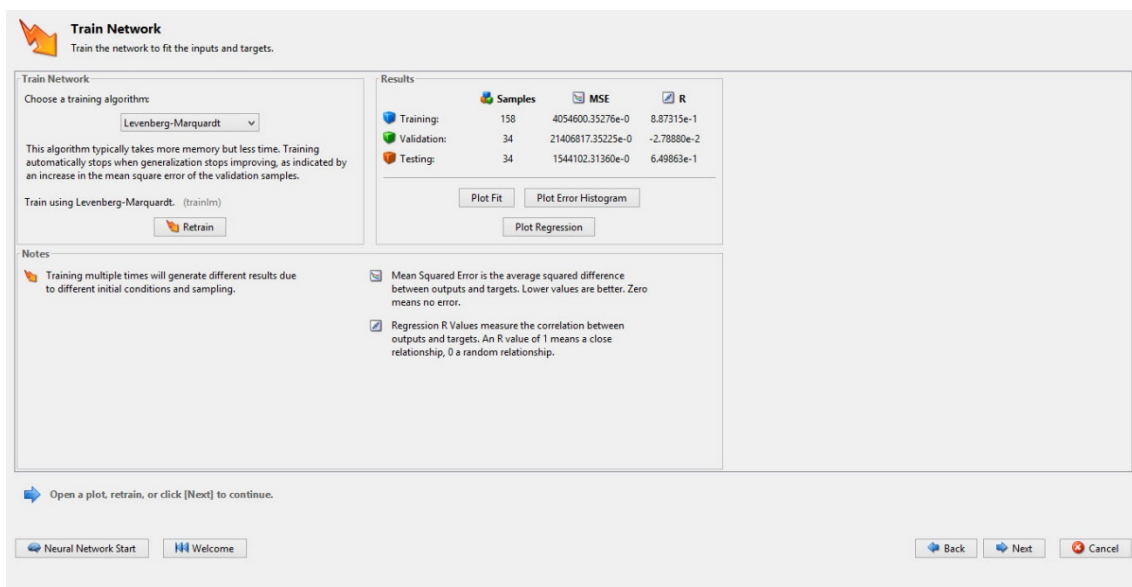 Train Network
Train the network to fit the inputs and targets.
Train Network
Choose a training algorithm:
Levenberg-Marquardt
This algorithm typically takes more memory but less time. Training
automatically stops when generalization stops improving, as indicated by
an increase in the mean square error of the validation samples.
Train using Levenberg-Marquardt. (trainlm)
Retrain
Results
Samples MSE R
Training: 158 4054600.35276e-0 8.87315e-1
Validation: 34 21406817.35225e-0 -2.78880e-2
Testing: 34 1544102.31360e-0 6.49863e-1
Plot Fit Plot Error Histogram
Plot Regression
Notes
Training multiple times will generate different results due
to different initial conditions and sampling.
Mean Squared Error is the average squared difference
between outputs and targets. Lower values are better. Zero
means no error.
Regression R Values measure the correlation between
outputs and targets. An R value of 1 means a close
relationship, 0 a random relationship.
Open a plot, retrain, or click [Next] to continue.
Neural Network Start Welcome Back Next Cancel